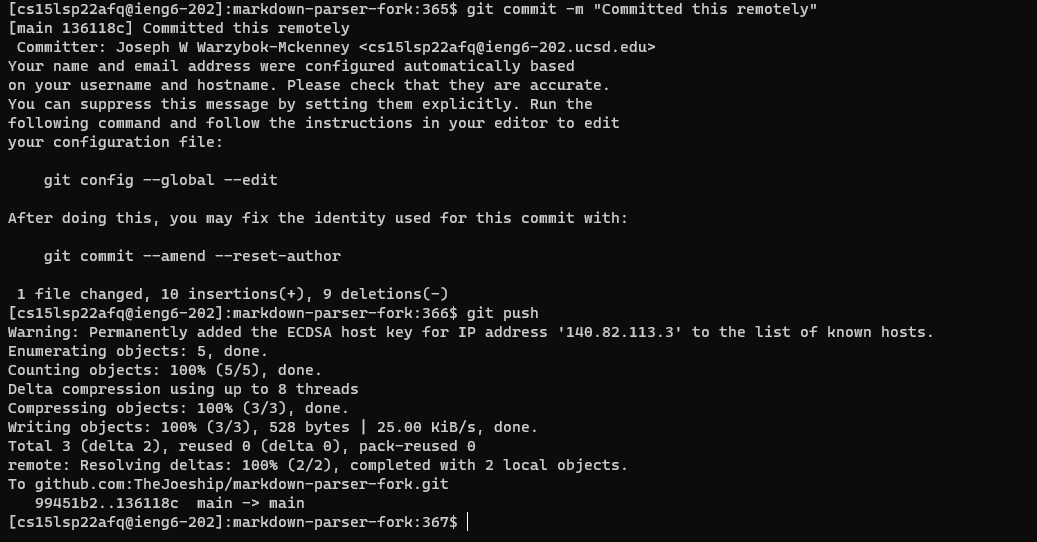 [cs15lsp22afq@ieng6-202]:markdown-parser-fork:365$ git commit -m "Committed this remotely"
[main 136118c] Committed this remotely
 Committer: Joseph W Warzybok-Mckenney <cs15lsp22afq@ieng6-202.ucsd.edu>
Your name and email address were configured automatically based
on your username and hostname. Please check that they are accurate.
You can suppress this message by setting them explicitly. Run the
following command and follow the instructions in your editor to edit
your configuration file:

    git config --global --edit

After doing this, you may fix the identity used for this commit with:

    git commit --amend --reset-author

 1 file changed, 10 insertions(+), 9 deletions(-)
[cs15lsp22afq@ieng6-202]:markdown-parser-fork:366$ git push
Warning: Permanently added the ECDSA host key for IP address '140.82.113.3' to the list of known hosts.
Enumerating objects: 5, done.
Counting objects: 100% (5/5), done.
Delta compression using up to 8 threads
Compressing objects: 100% (3/3), done.
Writing objects: 100% (3/3), 528 bytes | 25.00 KiB/s, done.
Total 3 (delta 2), reused 0 (delta 0), pack-reused 0
remote: Resolving deltas: 100% (2/2), completed with 2 local objects.
To github.com:TheJoeship/markdown-parser-fork.git
   99451b2..136118c  main -> main
[cs15lsp22afq@ieng6-202]:markdown-parser-fork:367$